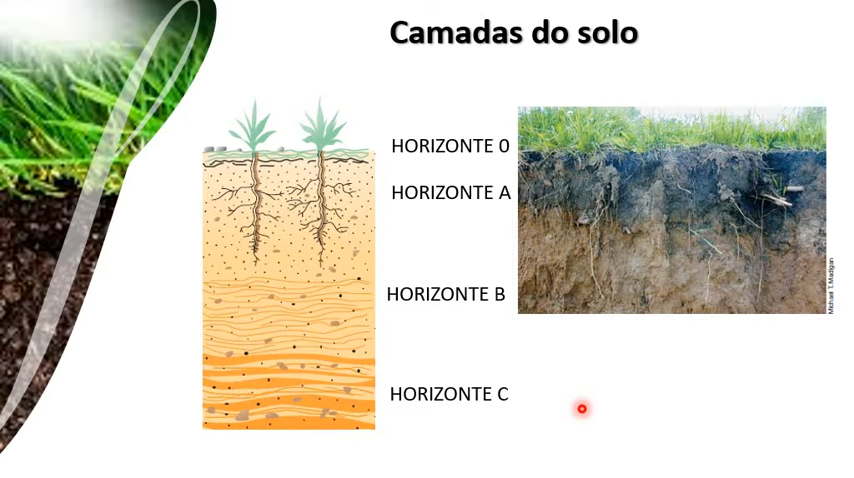 Camadas do solo
HORIZONTE 0
HORIZONTE A
HORIZONTE B
HORIZONTE C
Michael T.Madigan